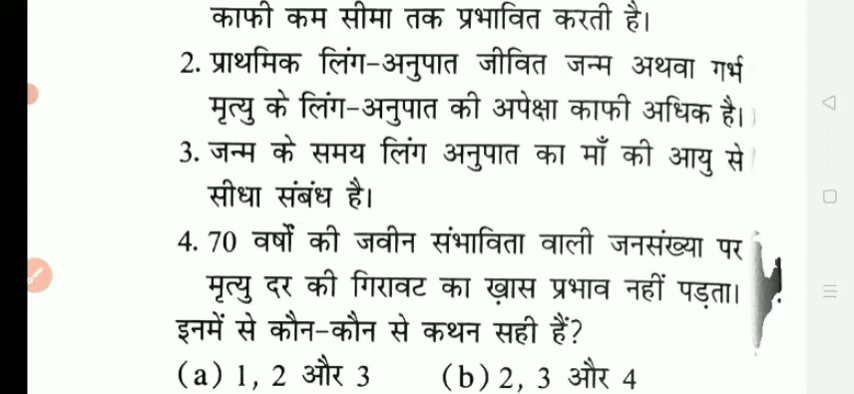 काफी कम सीमा तक प्रभावित करती है।
2. प्राथमिक लिंग-अनुपात जीवित जन्म अथवा गर्भ
मृत्यु के लिंग-अनुपात की अपेक्षा काफी अधिक है।
3. जन्म के समय लिंग अनुपात का माँ की आयु से
सीधा संबंध है।
4. 70 वर्षों की जवीन संभाविता वाली जनसंख्या पर
मृत्यु दर की गिरावट का ख़ास प्रभाव नहीं पड़ता।
इनमें से कौन-कौन से कथन सही हैं?
(a) 1, 2 और 3 (b) 2, 3 और 4